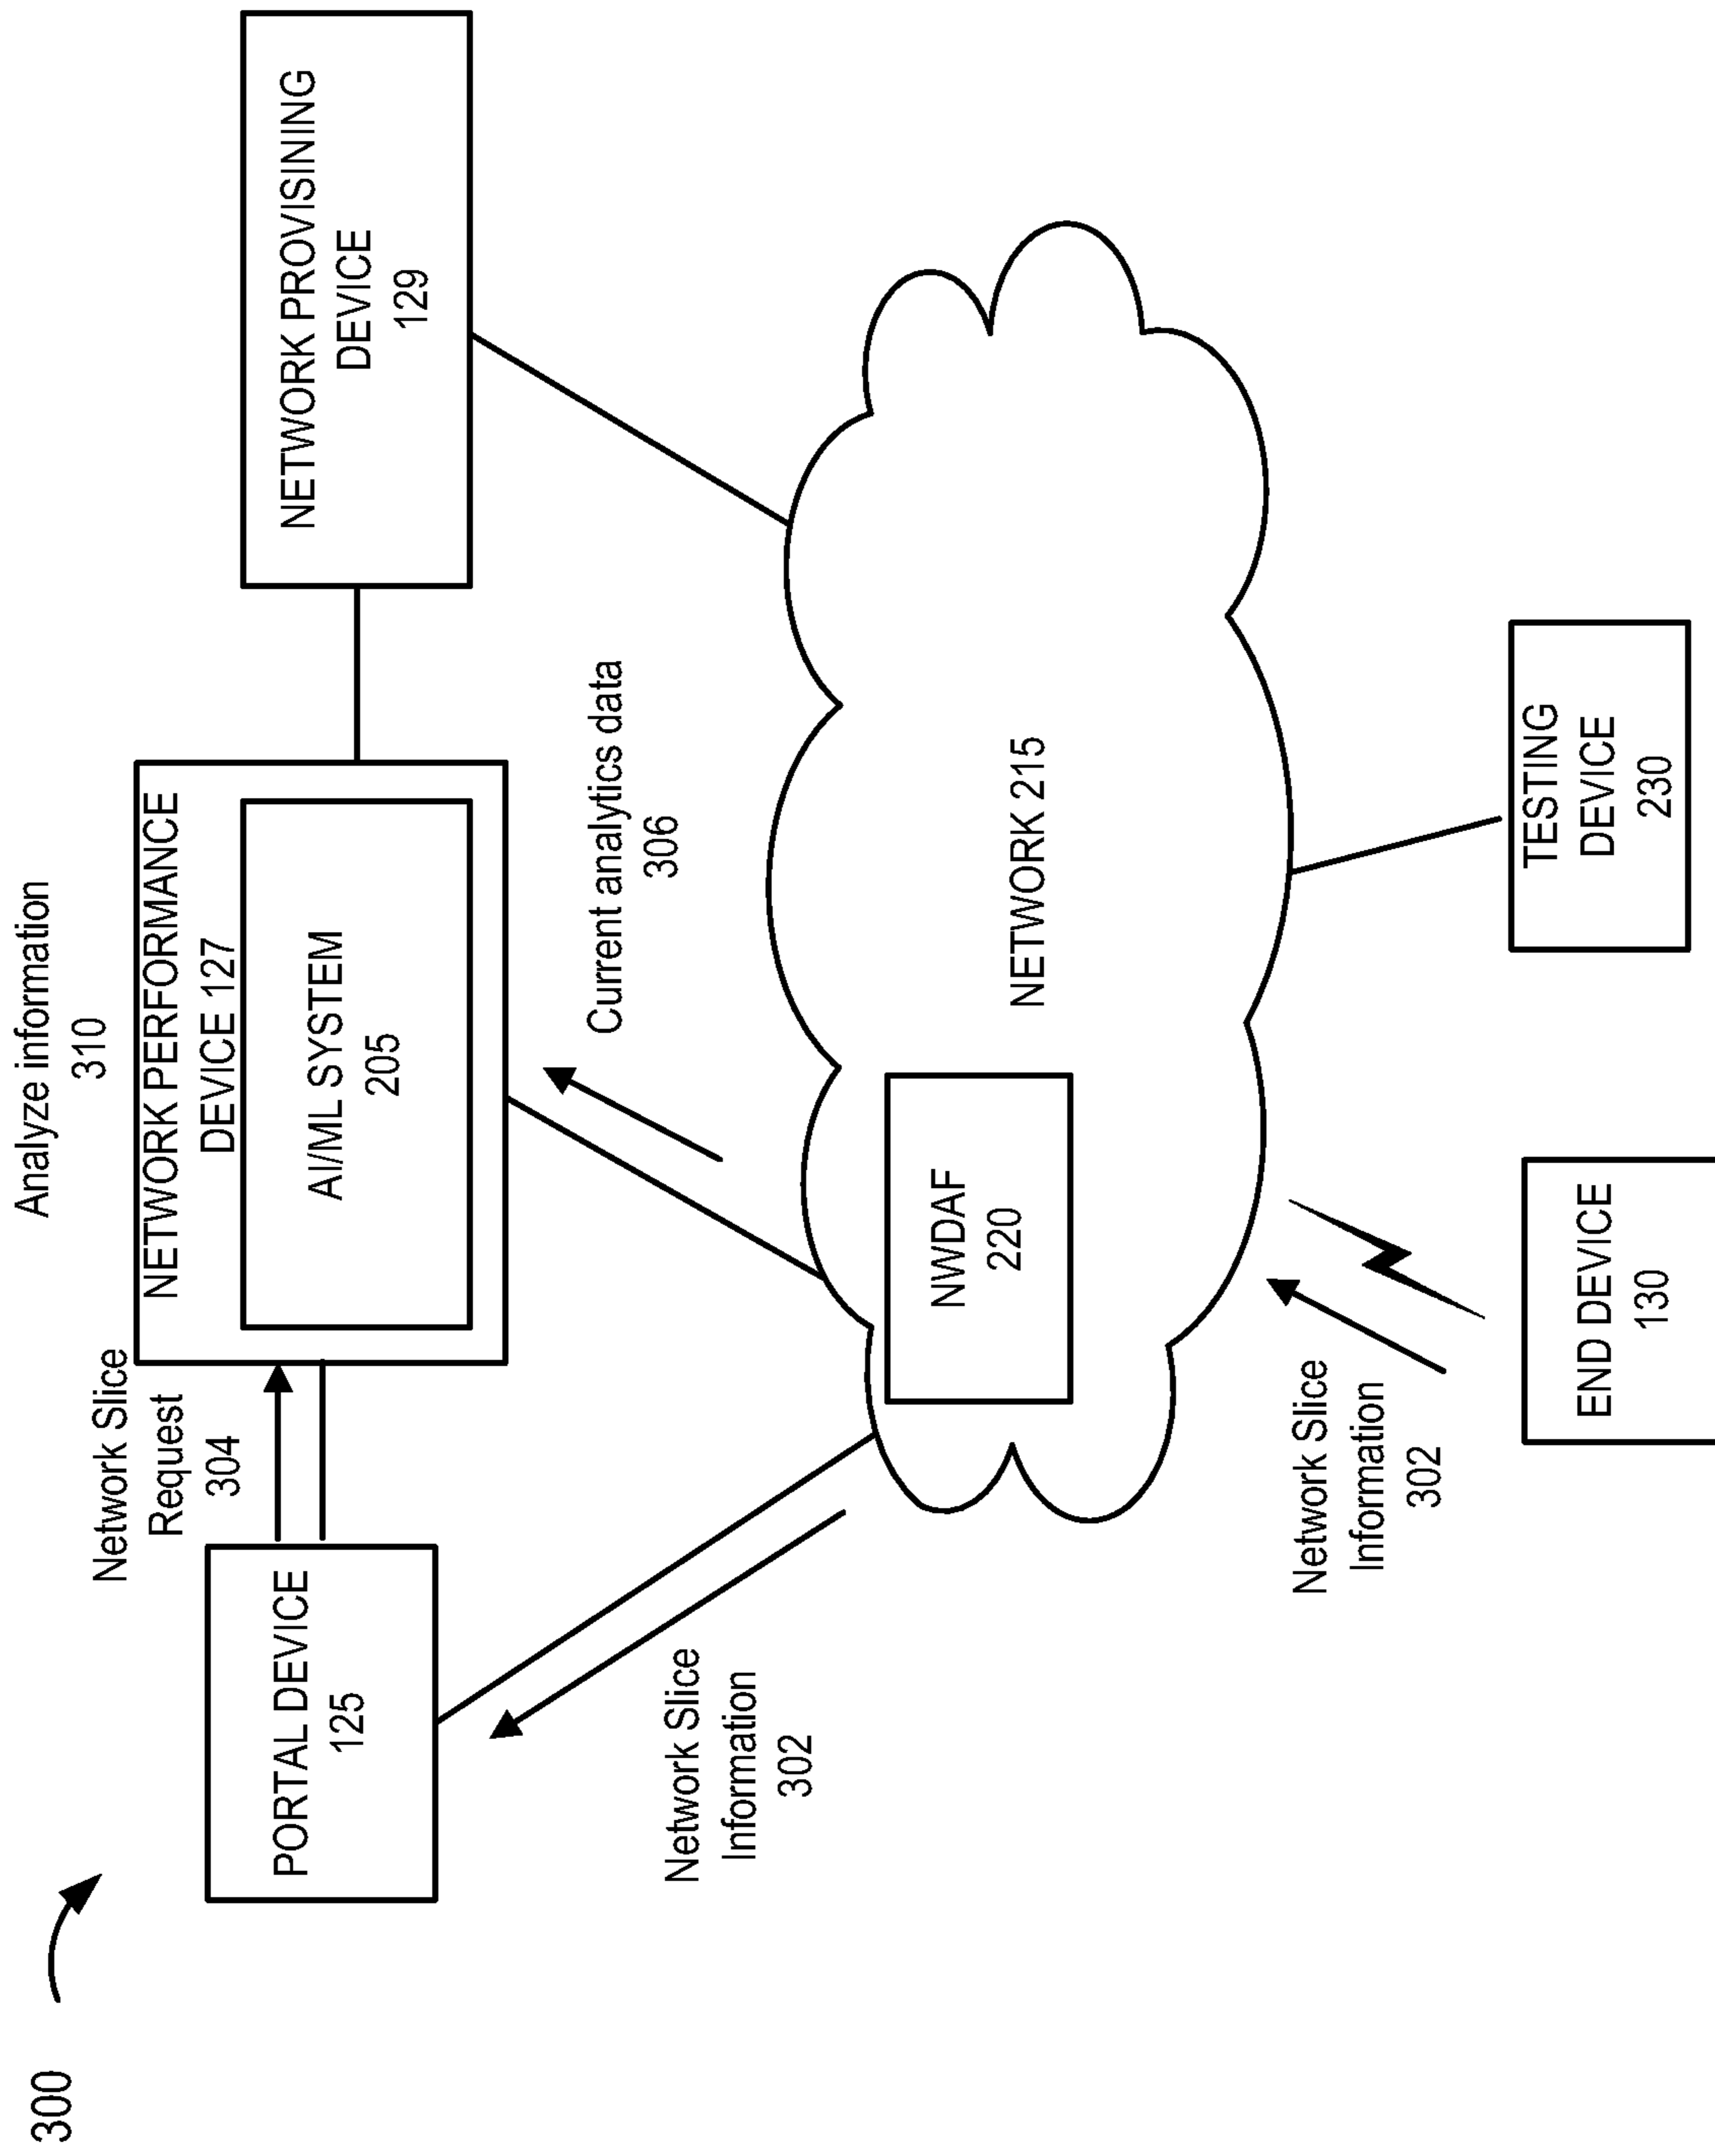 300
Analyze information
310
Network Slice
Request
304
PORTAL DEVICE
125
NETWORK PERFORMANCE
DEVICE 127
AI/ML SYSTEM
205
NETWORK PROVISINING
DEVICE
129
Network Slice
Information
302
Current analytics data
306
NWDAF
220
NETWORK 215
Network Slice
Information
302
END DEVICE
130
TESTING
DEVICE
230